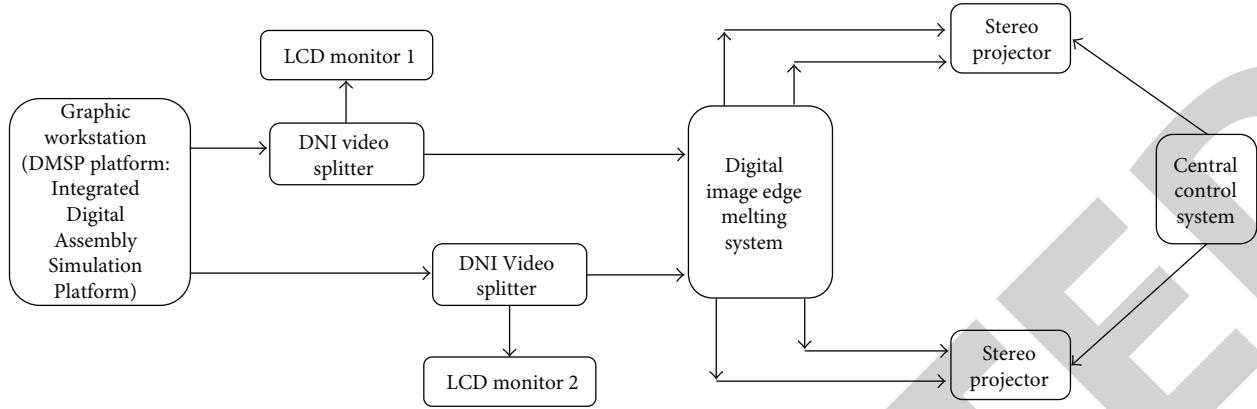 LCD monitor 1
Stereo
projector
Graphic
workstation
(DMSP platform:
Integrated
Digital
Assembly
Simulation
Platform)
DNI video
splitter
Digital
image edge
melting
system
Central
control
system
DNI Video
splitter
LCD monitor 2
Stereo
projector